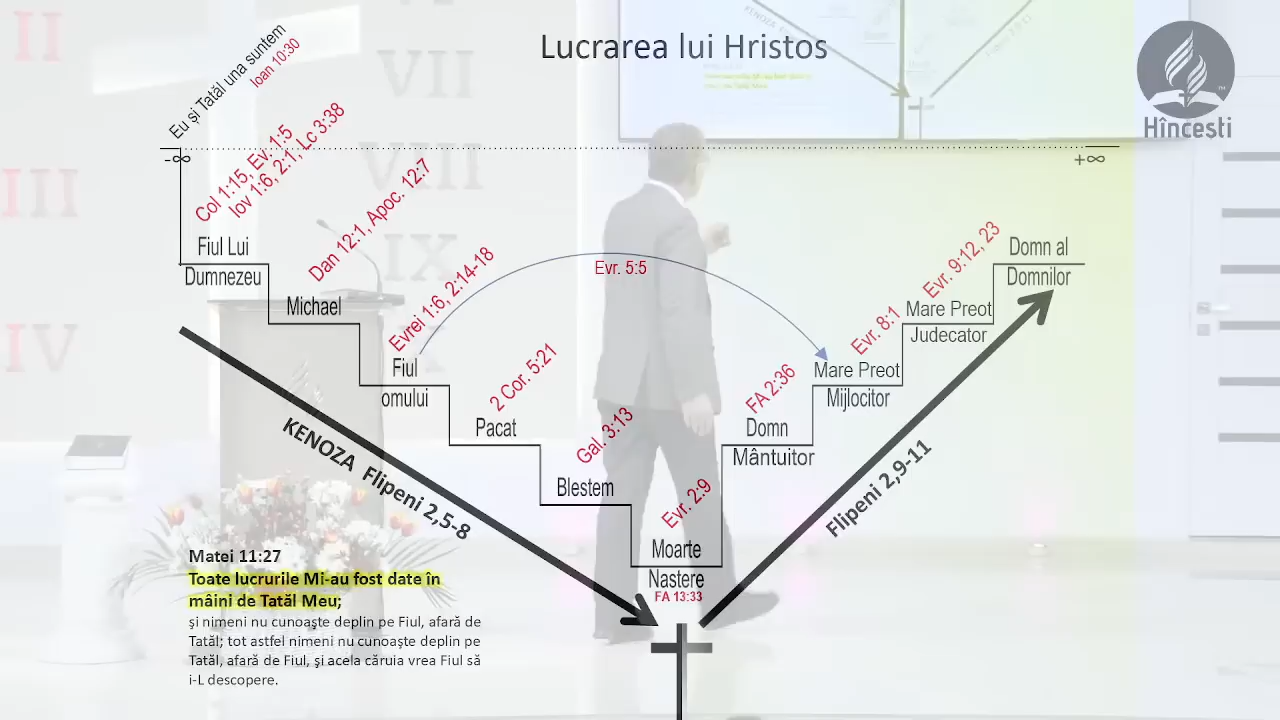 Lucrarea lui Hristos
Hîncesti
Eu și Tatăl una suntem
Ioan 10:30
-∞
+∞
Col 1:15, Ev. 1:5
Iov 1:6, 2:1, Lc 3:38
Fiul Lui
Dumnezeu
Dan 12:1, Apoc. 12:7
Michael
Evrei 1:6, 2:14-18
Fiul
omului
Evr. 5:5
2 Cor. 5:21
Pacat
Gal. 3:13
Blestem
Evr. 2:9
Moarte
Nastere
FA 13:33
FA 2:36
Domn
Mântuitor
Evr. 8:1
Mare Preot
Mijlocitor
Evr. 9:12, 23
Mare Preot
Judecator
Domn al
Domnilor
KENOZA Flipeni 2,5-8
Flipeni 2,9-11
Matei 11:27
Toate lucrurile Mi-au fost date în
mâini de Tatăl Meu;
şi nimeni nu cunoaşte deplin pe Fiul, afară de
Tatăl; tot astfel nimeni nu cunoaşte deplin pe
Tatăl, afară de Fiul, şi acela căruia vrea Fiul să
i-L descopere.
II
III
IV
VII
VIII
IX
X
KENOZA